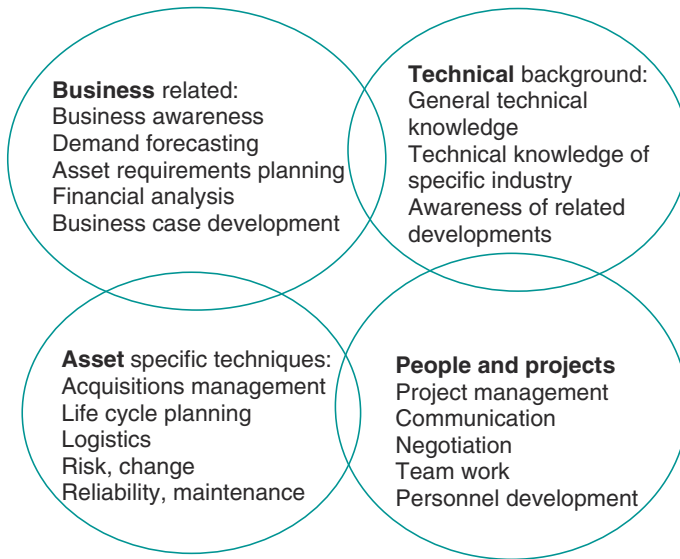 Business related:
Business awareness
Demand forecasting
Asset requirements planning
Financial analysis
Business case development
Technical background:
General technical
knowledge
Technical knowledge of
specific industry
Awareness of related
developments
Asset specific techniques:
Acquisitions management
Life cycle planning
Logistics
Risk, change
Reliability, maintenance
People and projects
Project management
Communication
Negotiation
Team work
Personnel development